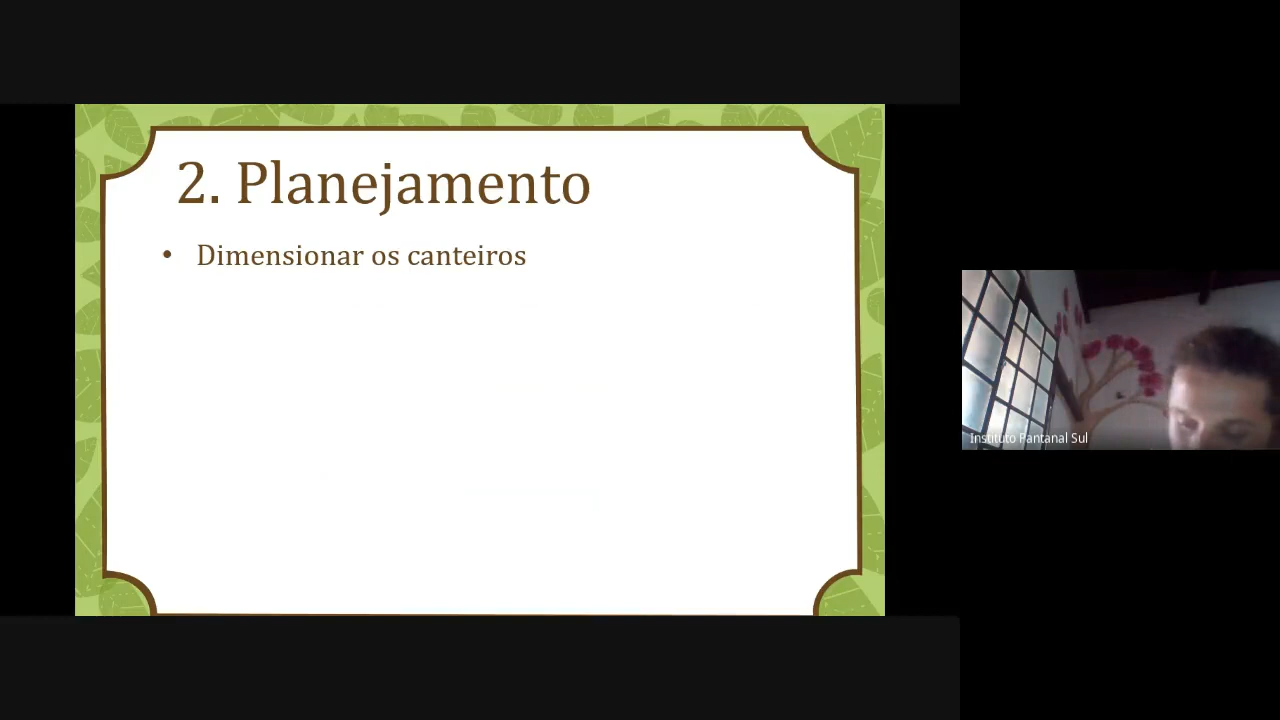 2. Planejamento
• Dimensionar os canteiros
Instituto Pantanal Sul